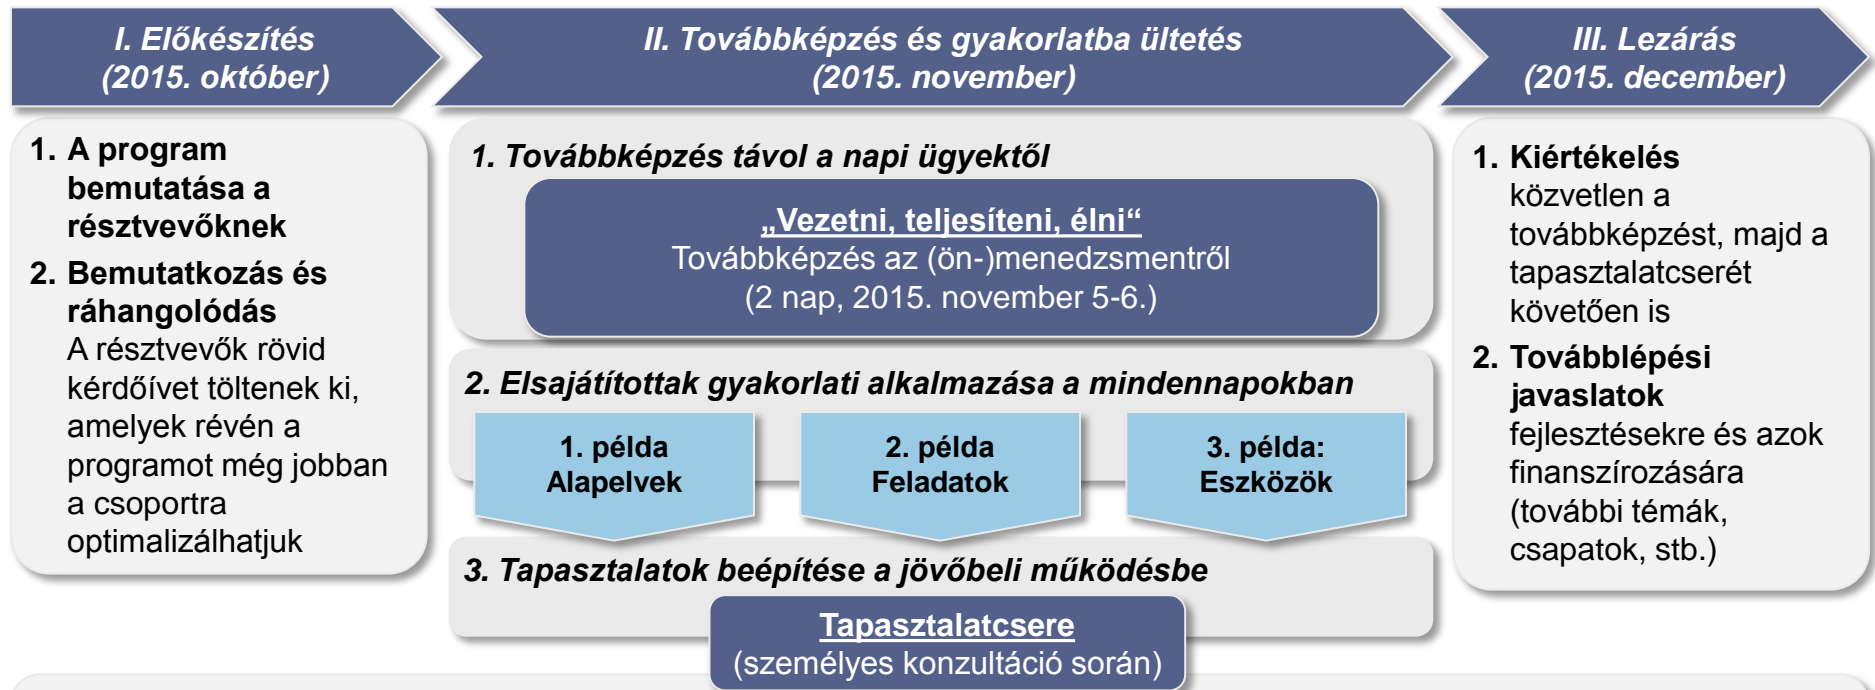 I. Előkészítés
(2015. október)
II. Továbbképzés és gyakorlatba ültetés
(2015. november)
III. Lezárás
(2015. december)
1. A program
bemutatása a
résztvevőknek
2. Bemutatkozás és
ráhangolódás
A résztvevők rövid
kérdőívet töltenek ki,
amelyek révén a
programot még jobban
a csoportra
optimalizálhatjuk
1. Továbbképzés távol a napi ügyektől
„Vezetni, teljesíteni, élni“
Továbbképzés az (ön-)menedzsmentről
(2 nap, 2015. november 5-6.)
2. Elsajátítottak gyakorlati alkalmazása a mindennapokban
1. példa
Alapelvek
2. példa
Feladatok
3. példa:
Eszközök
3. Tapasztalatok beépítése a jövőbeli működésbe
Tapasztalatcsere
(személyes konzultáció során)
1. Kiértékelés
közvetlen a
továbbképzést, majd a
tapasztalatcserét
követően is
2. Továbblépési
javaslatok
fejlesztésekre és azok
finanszírozására
(további témák,
csapatok, stb.)